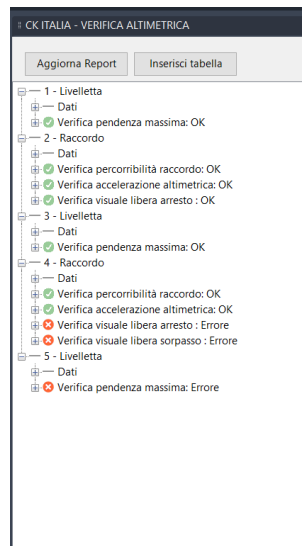 CK ITALIA - VERIFICA ALTIMETRICA
Aggiorna Report Inserisci tabella
1 - Livelletta
Dati
Verifica pendenza massima: OK
2 - Raccordo
Dati
Verifica percorribilità raccordo: OK
Verifica accelerazione altimetrica: OK
Verifica visuale libera arresto : OK
3 - Livelletta
Dati
Verifica pendenza massima: OK
4 - Raccordo
Dati
Verifica percorribilità raccordo: OK
Verifica accelerazione altimetrica: OK
Verifica visuale libera arresto : Errore
Verifica visuale libera sorpasso : Errore
5 - Livelletta
Dati
Verifica pendenza massima: Errore